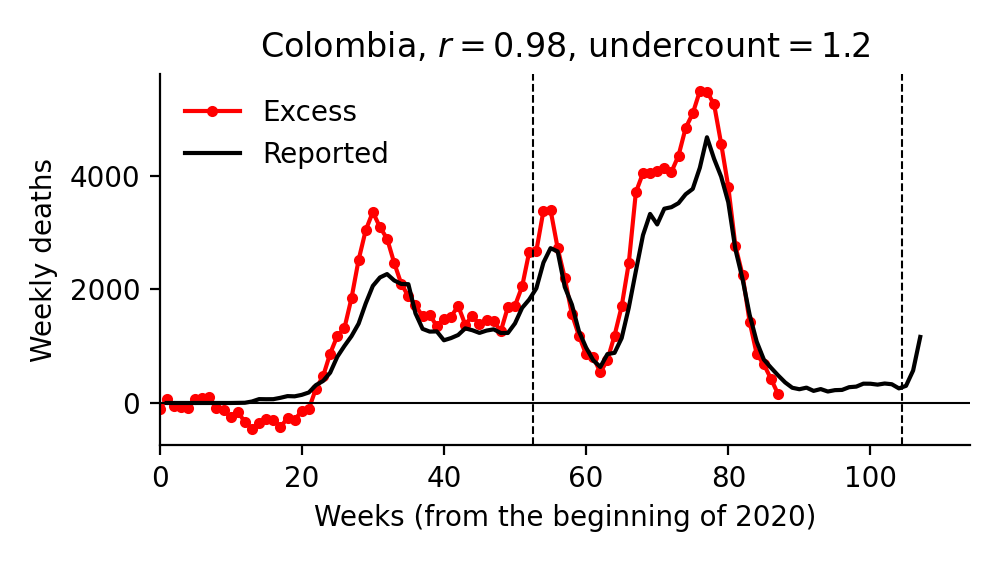 Colombia, r = 0.98, undercount = 1.2
Excess
Reported
Weekly deaths
4000
2000
0
0 20 40 60 80 100
Weeks (from the beginning of 2020)